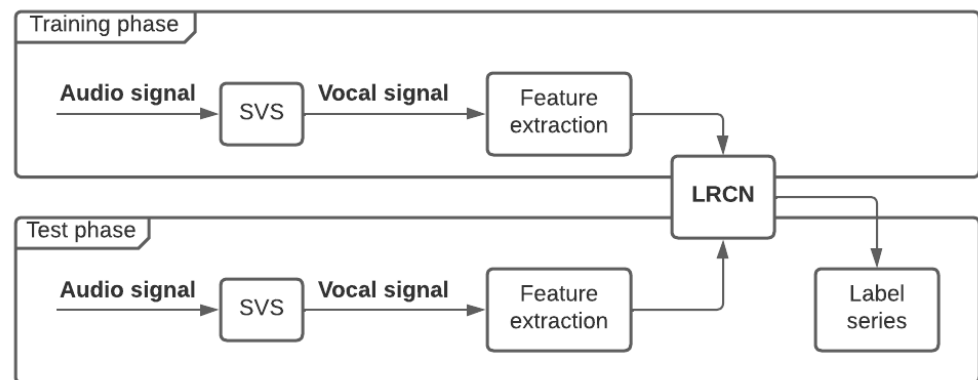 Training phase
Audio signal
SVS
Vocal signal
Feature
extraction
LRCN
Test phase
Audio signal
SVS
Vocal signal
Feature
extraction
Label
series